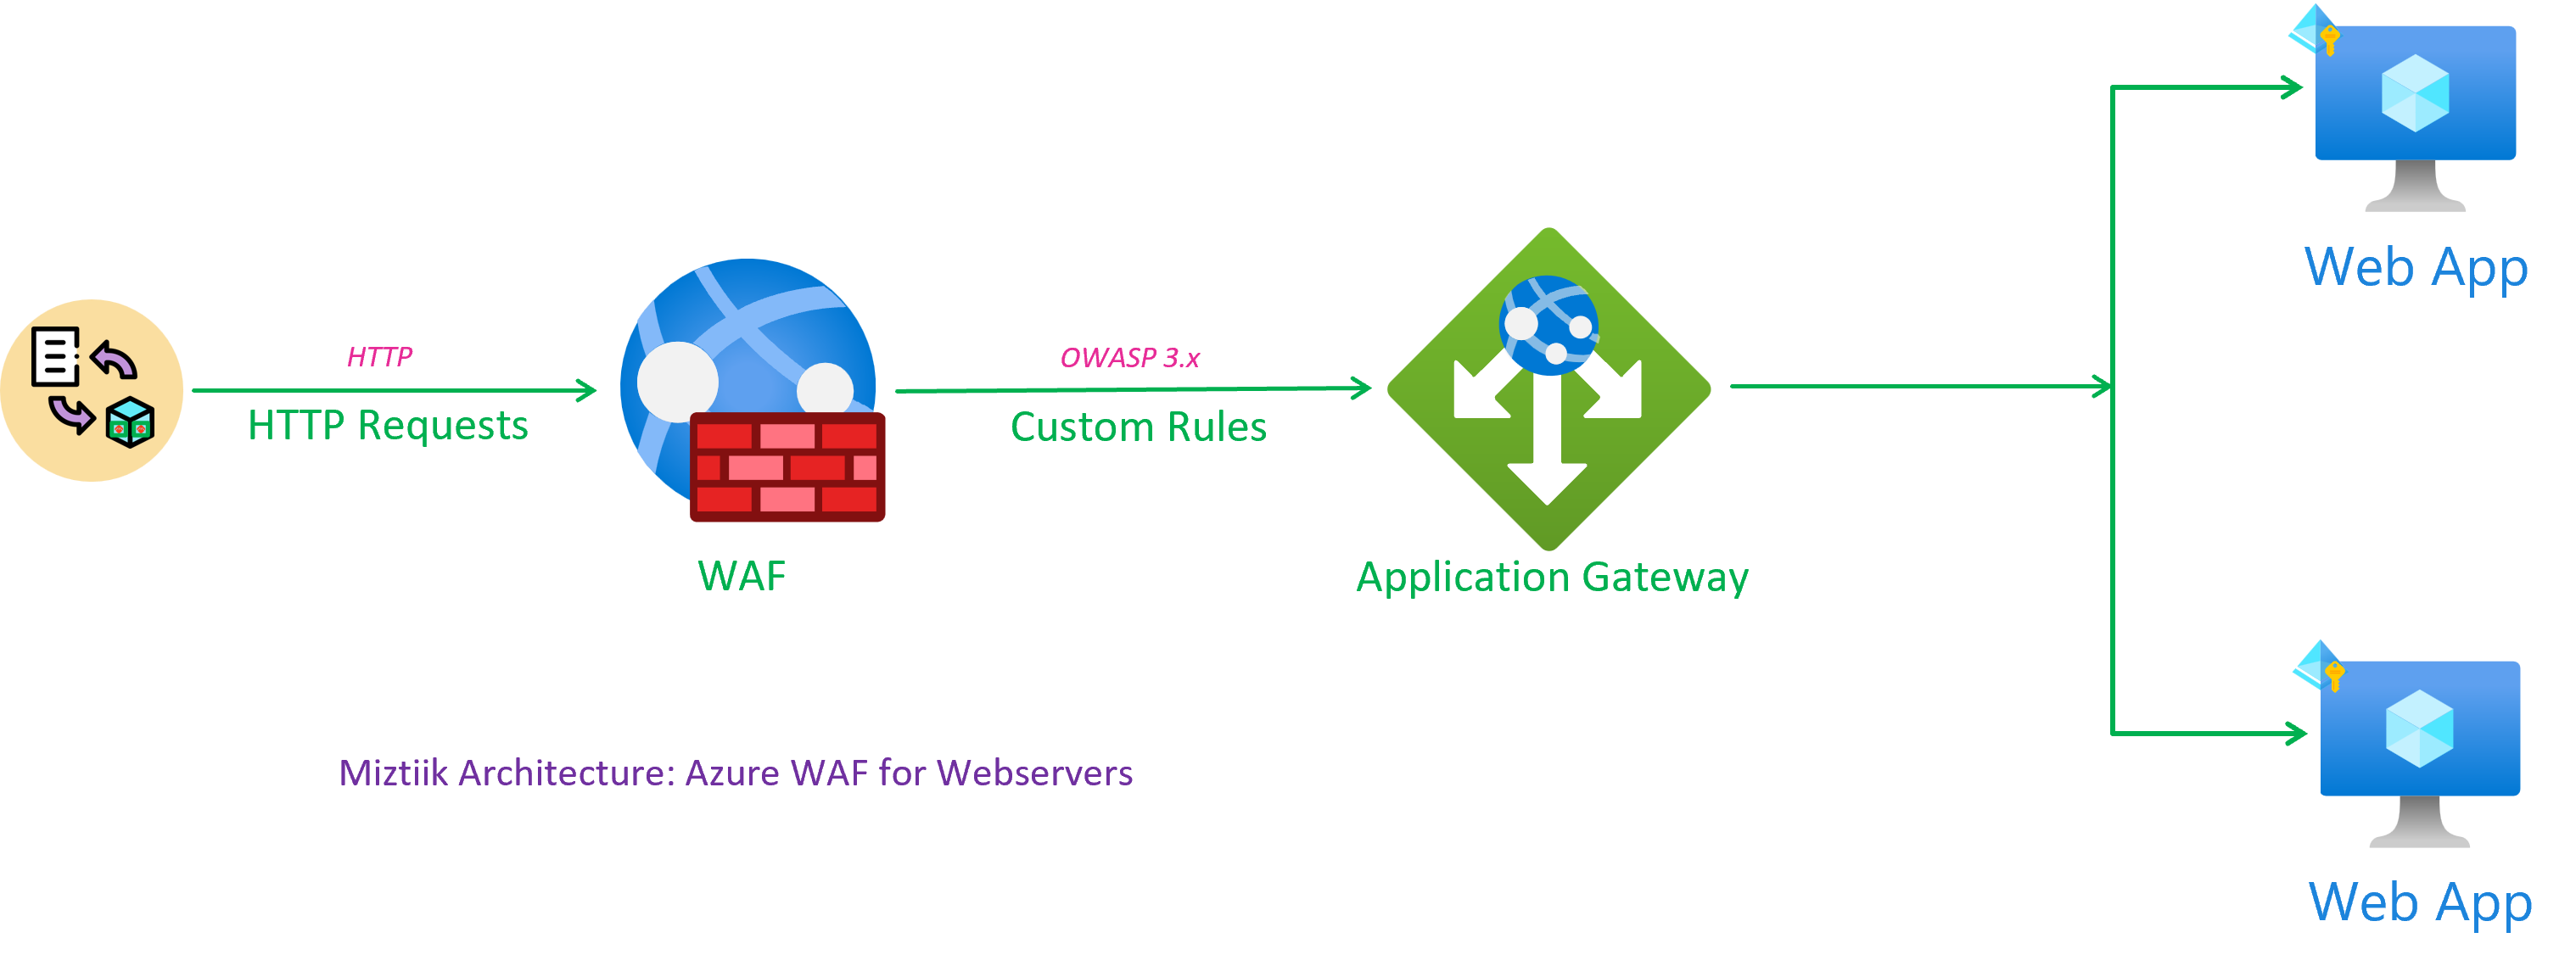 HTTP
HTTP Requests
WAF
OWASP 3.x
Custom Rules
Application Gateway
Web App
Web App
Miztiik Architecture: Azure WAF for Webservers